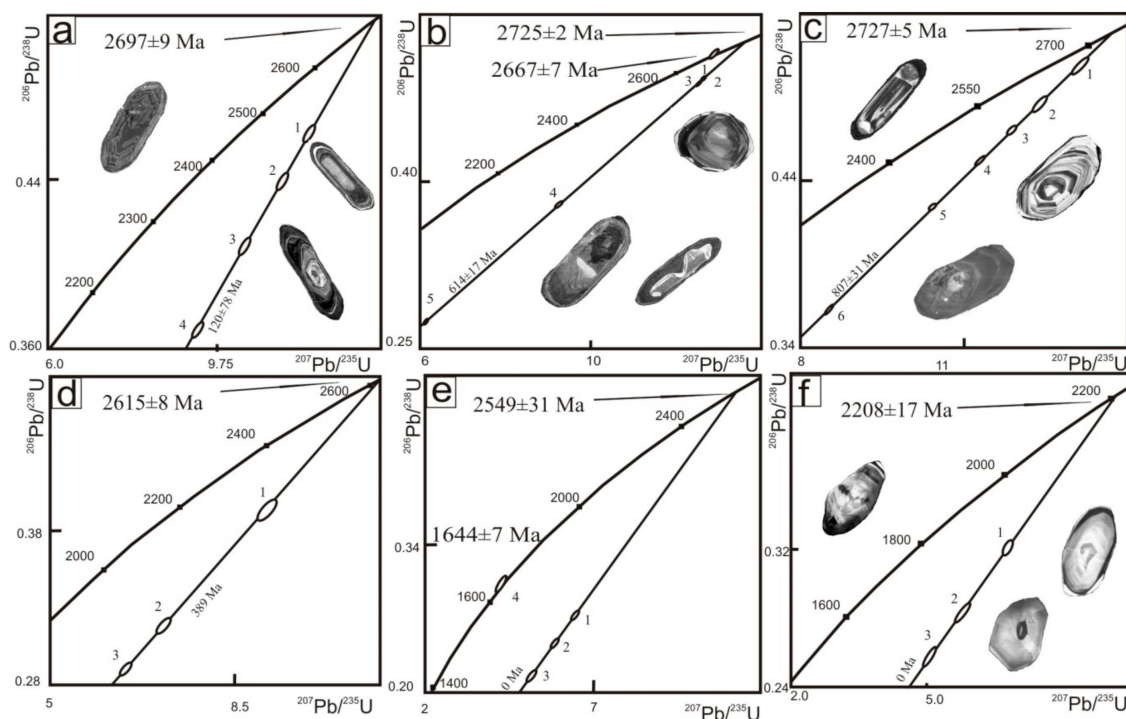 a
2697±9 Ma
²⁰⁶Pb/²³⁸U
2600
2500
2400
2300
2200
1
2
3
4
120±78 Ma
0.44
0.360
6.0
9.75
²⁰⁷Pb/²³⁵U
b
2725±2 Ma
2667±7 Ma
²⁰⁶Pb/²³⁸U
2600
2400
2200
1
2
3
4
5
614±17 Ma
0.40
0.25
6
10
²⁰⁷Pb/²³⁵U
c
2727±5 Ma
²⁰⁶Pb/²³⁸U
2700
2550
2400
1
2
3
4
5
6
807±31 Ma
0.44
0.34
8
11
²⁰⁷Pb/²³⁵U
d
2615±8 Ma
²⁰⁶Pb/²³⁸U
2600
2400
2200
2000
1
2
3
389 Ma
0.38
0.28
5
8.5
²⁰⁷Pb/²³⁵U
e
2549±31 Ma
²⁰⁶Pb/²³⁸U
2400
2000
1644±7 Ma
1600
1400
1
2
3
4
0 Ma
0.34
0.20
2
7
²⁰⁷Pb/²³⁵U
f
2208±17 Ma
²⁰⁶Pb/²³⁸U
2200
2000
1800
1600
1
2
3
0 Ma
0.32
0.24
2.0
5.0
²⁰⁷Pb/²³⁵U